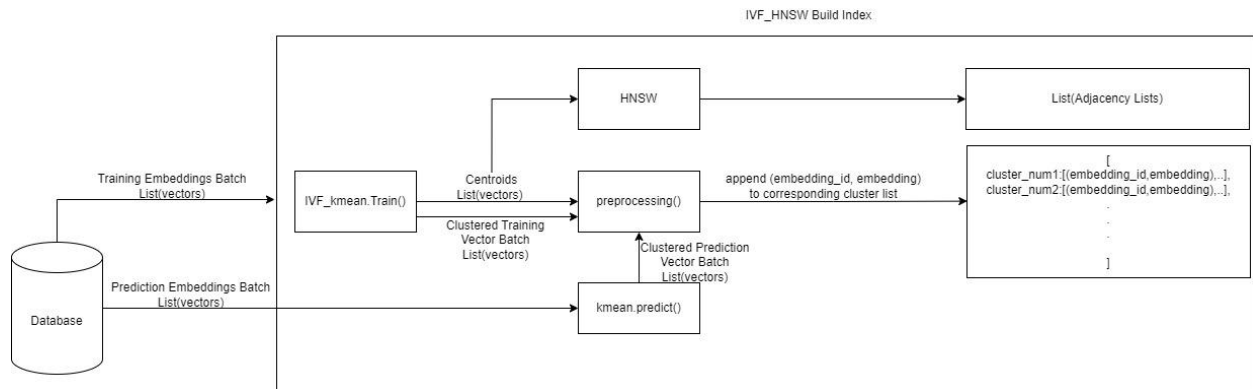 IVF_HNSW Build Index
HNSW
List(Adjacency Lists)
Training Embeddings Batch
List(vectors)
IVF_kmean.Train()
Centroids
List(vectors)
Clustered Training
Vector Batch
List(vectors)
preprocessing()
append (embedding_id, embedding)
to corresponding cluster list
[
cluster_num1:[(embedding_id,embedding),..],
cluster_num2:[(embedding_id,embedding),..],
.
.
.
]
Clustered Prediction
Vector Batch
List(vectors)
Database
Prediction Embeddings Batch
List(vectors)
kmean.predict()